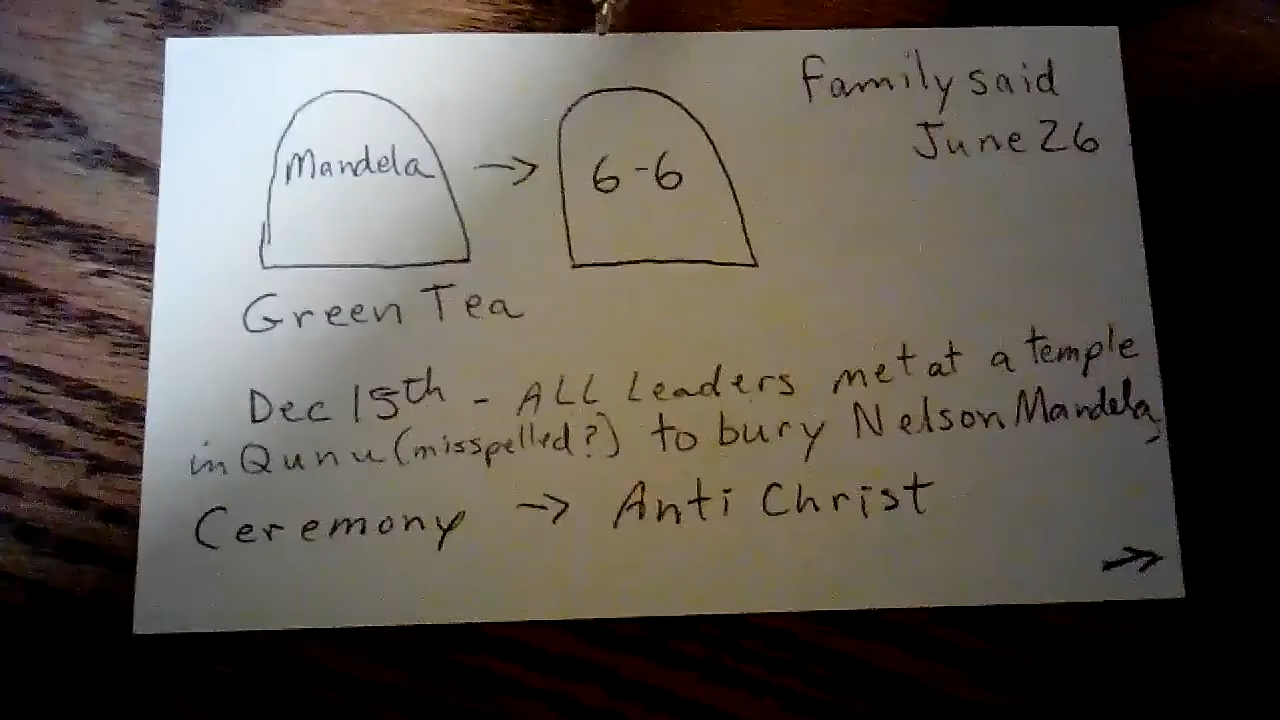 Mandela → 6-6
Family said
June 26
Green Tea
Dec 15th - ALL Leaders met at a temple
in Qunu (misspelled?) to bury Nelson Mandela,
Ceremony → Anti Christ
→